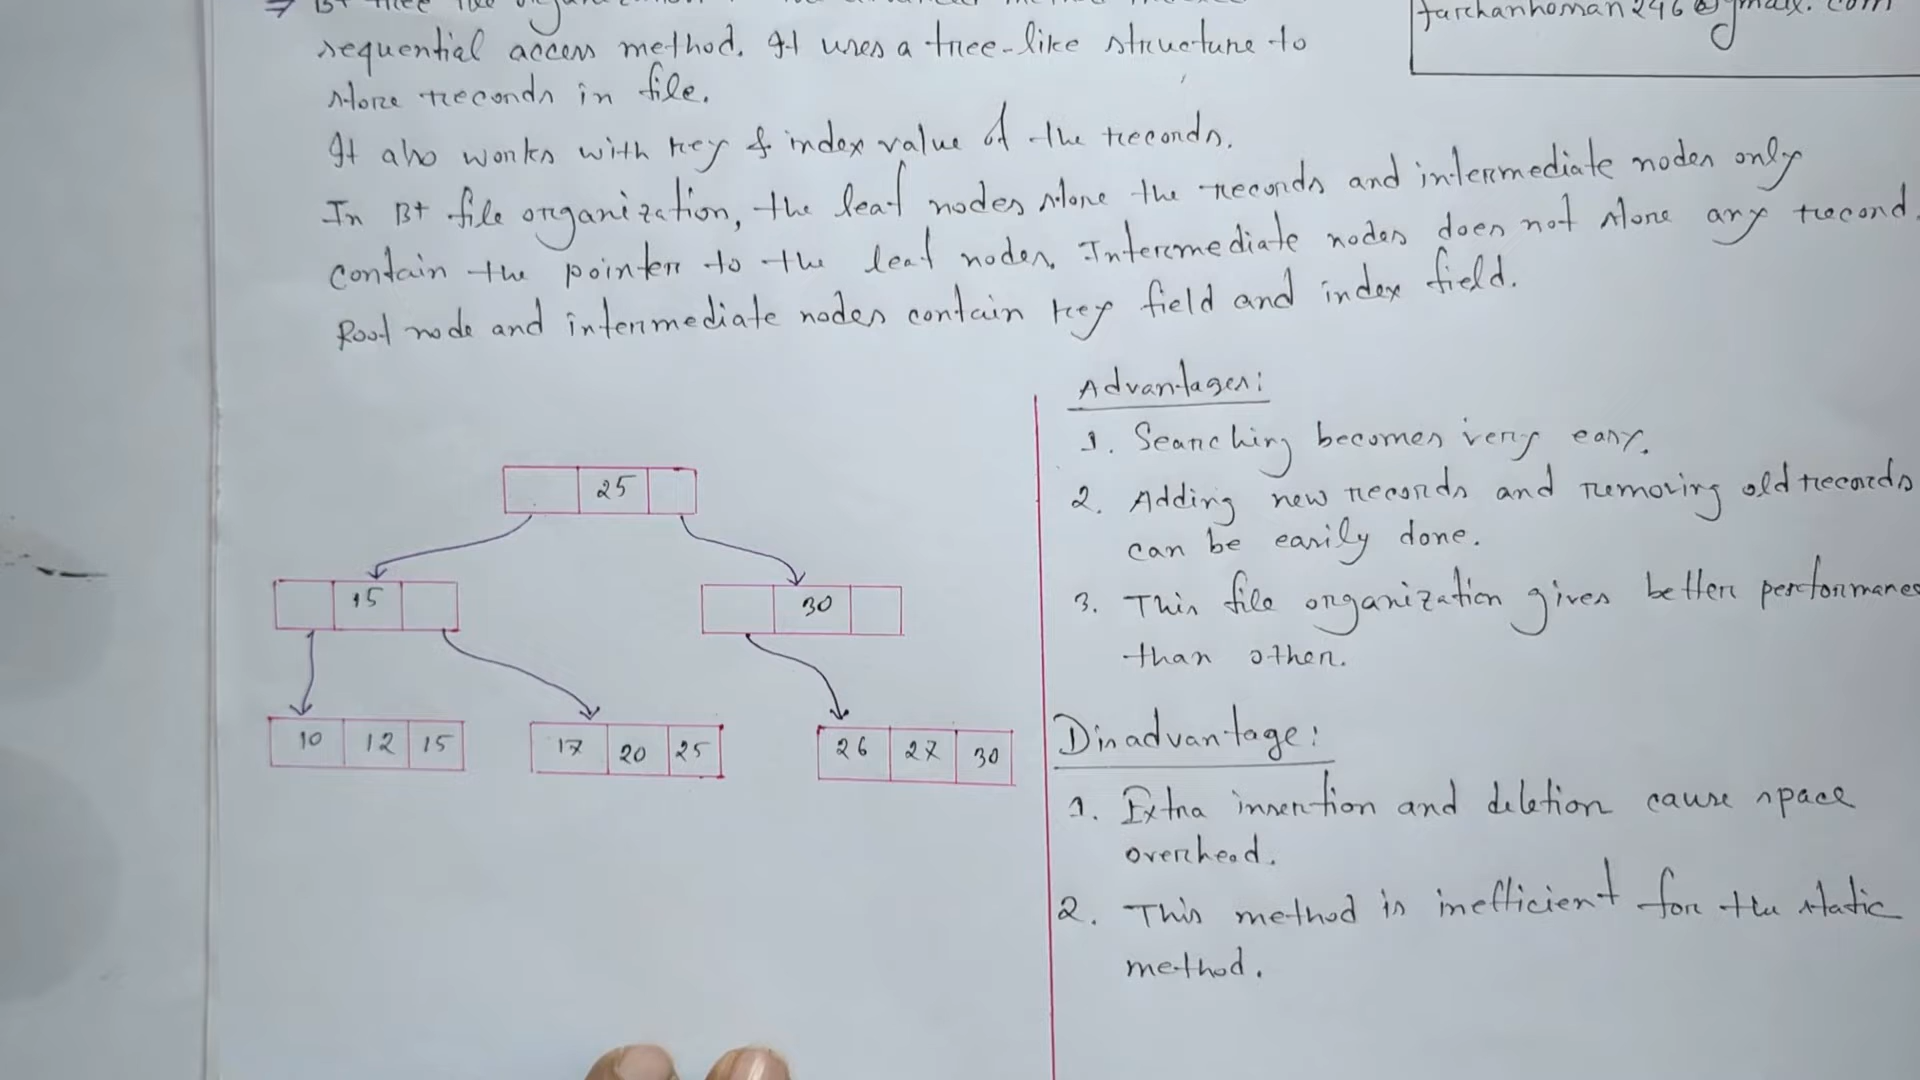 B+ tree file organization
farhanhoman246@gmail.com
sequential access method. It uses a tree-like structure to
store records in file.
It also works with key & index value of the records.
In B+ file organization, the leaf nodes store the records and intermediate nodes only
contain the pointer to the leaf nodes. Intermediate nodes does not store any record.
Root node and intermediate nodes contain key field and index field.
25
15
30
10 12 15
17 20 25
26 27 30
Advantages:
1. Searching becomes very easy.
2. Adding new records and removing old records
can be easily done.
3. This file organization gives better performance
than other.
Disadvantage:
1. Extra insertion and deletion cause space
overhead.
2. This method is inefficient for the static
method.